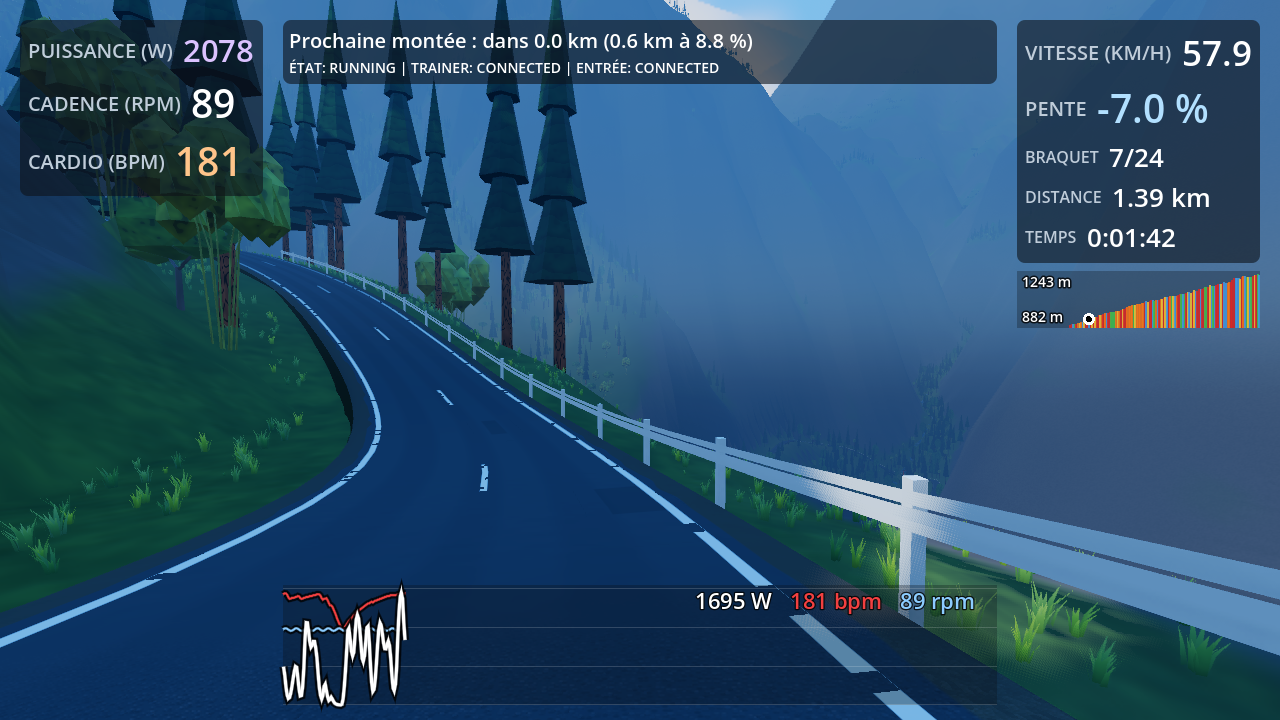 PUISSANCE (W) 2078
CADENCE (RPM) 89
CARDIO (BPM) 181
Prochaine montée : dans 0.0 km (0.6 km à 8.8 %)
ÉTAT: RUNNING | TRAINER: CONNECTED | ENTRÉE: CONNECTED
VITESSE (KM/H) 57.9
PENTE -7.0 %
BRAQUET 7/24
DISTANCE 1.39 km
TEMPS 0:01:42
1243 m
882 m
1695 W 181 bpm 89 rpm